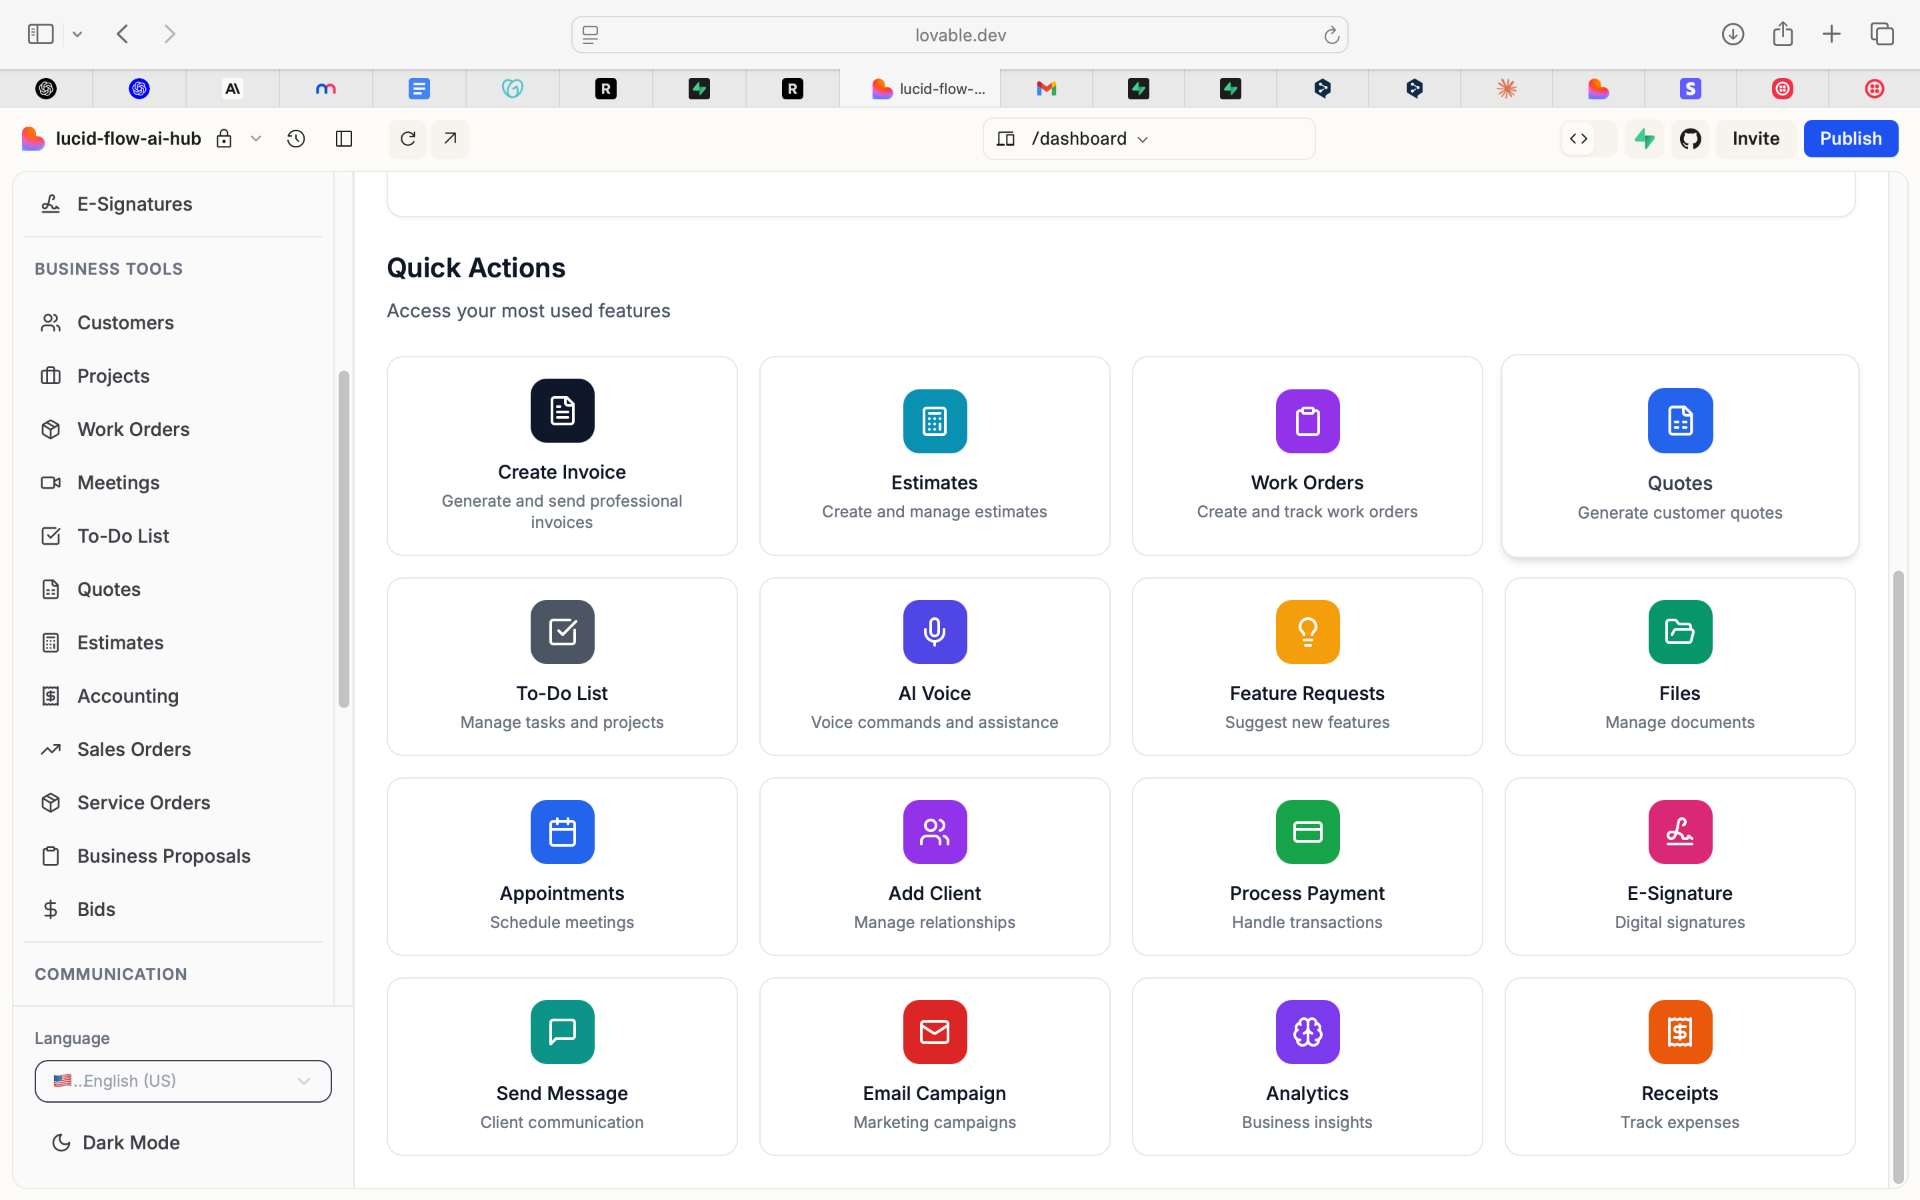 lovable.dev
lucid-flow-...
lucid-flow-ai-hub
/dashboard
Invite
Publish
E-Signatures
BUSINESS TOOLS
Customers
Projects
Work Orders
Meetings
To-Do List
Quotes
Estimates
Accounting
Sales Orders
Service Orders
Business Proposals
Bids
COMMUNICATION
Language
...English (US)
Dark Mode
Quick Actions
Access your most used features
Create Invoice
Generate and send professional
invoices
Estimates
Create and manage estimates
Work Orders
Create and track work orders
Quotes
Generate customer quotes
To-Do List
Manage tasks and projects
AI Voice
Voice commands and assistance
Feature Requests
Suggest new features
Files
Manage documents
Appointments
Schedule meetings
Add Client
Manage relationships
Process Payment
Handle transactions
E-Signature
Digital signatures
Send Message
Client communication
Email Campaign
Marketing campaigns
Analytics
Business insights
Receipts
Track expenses